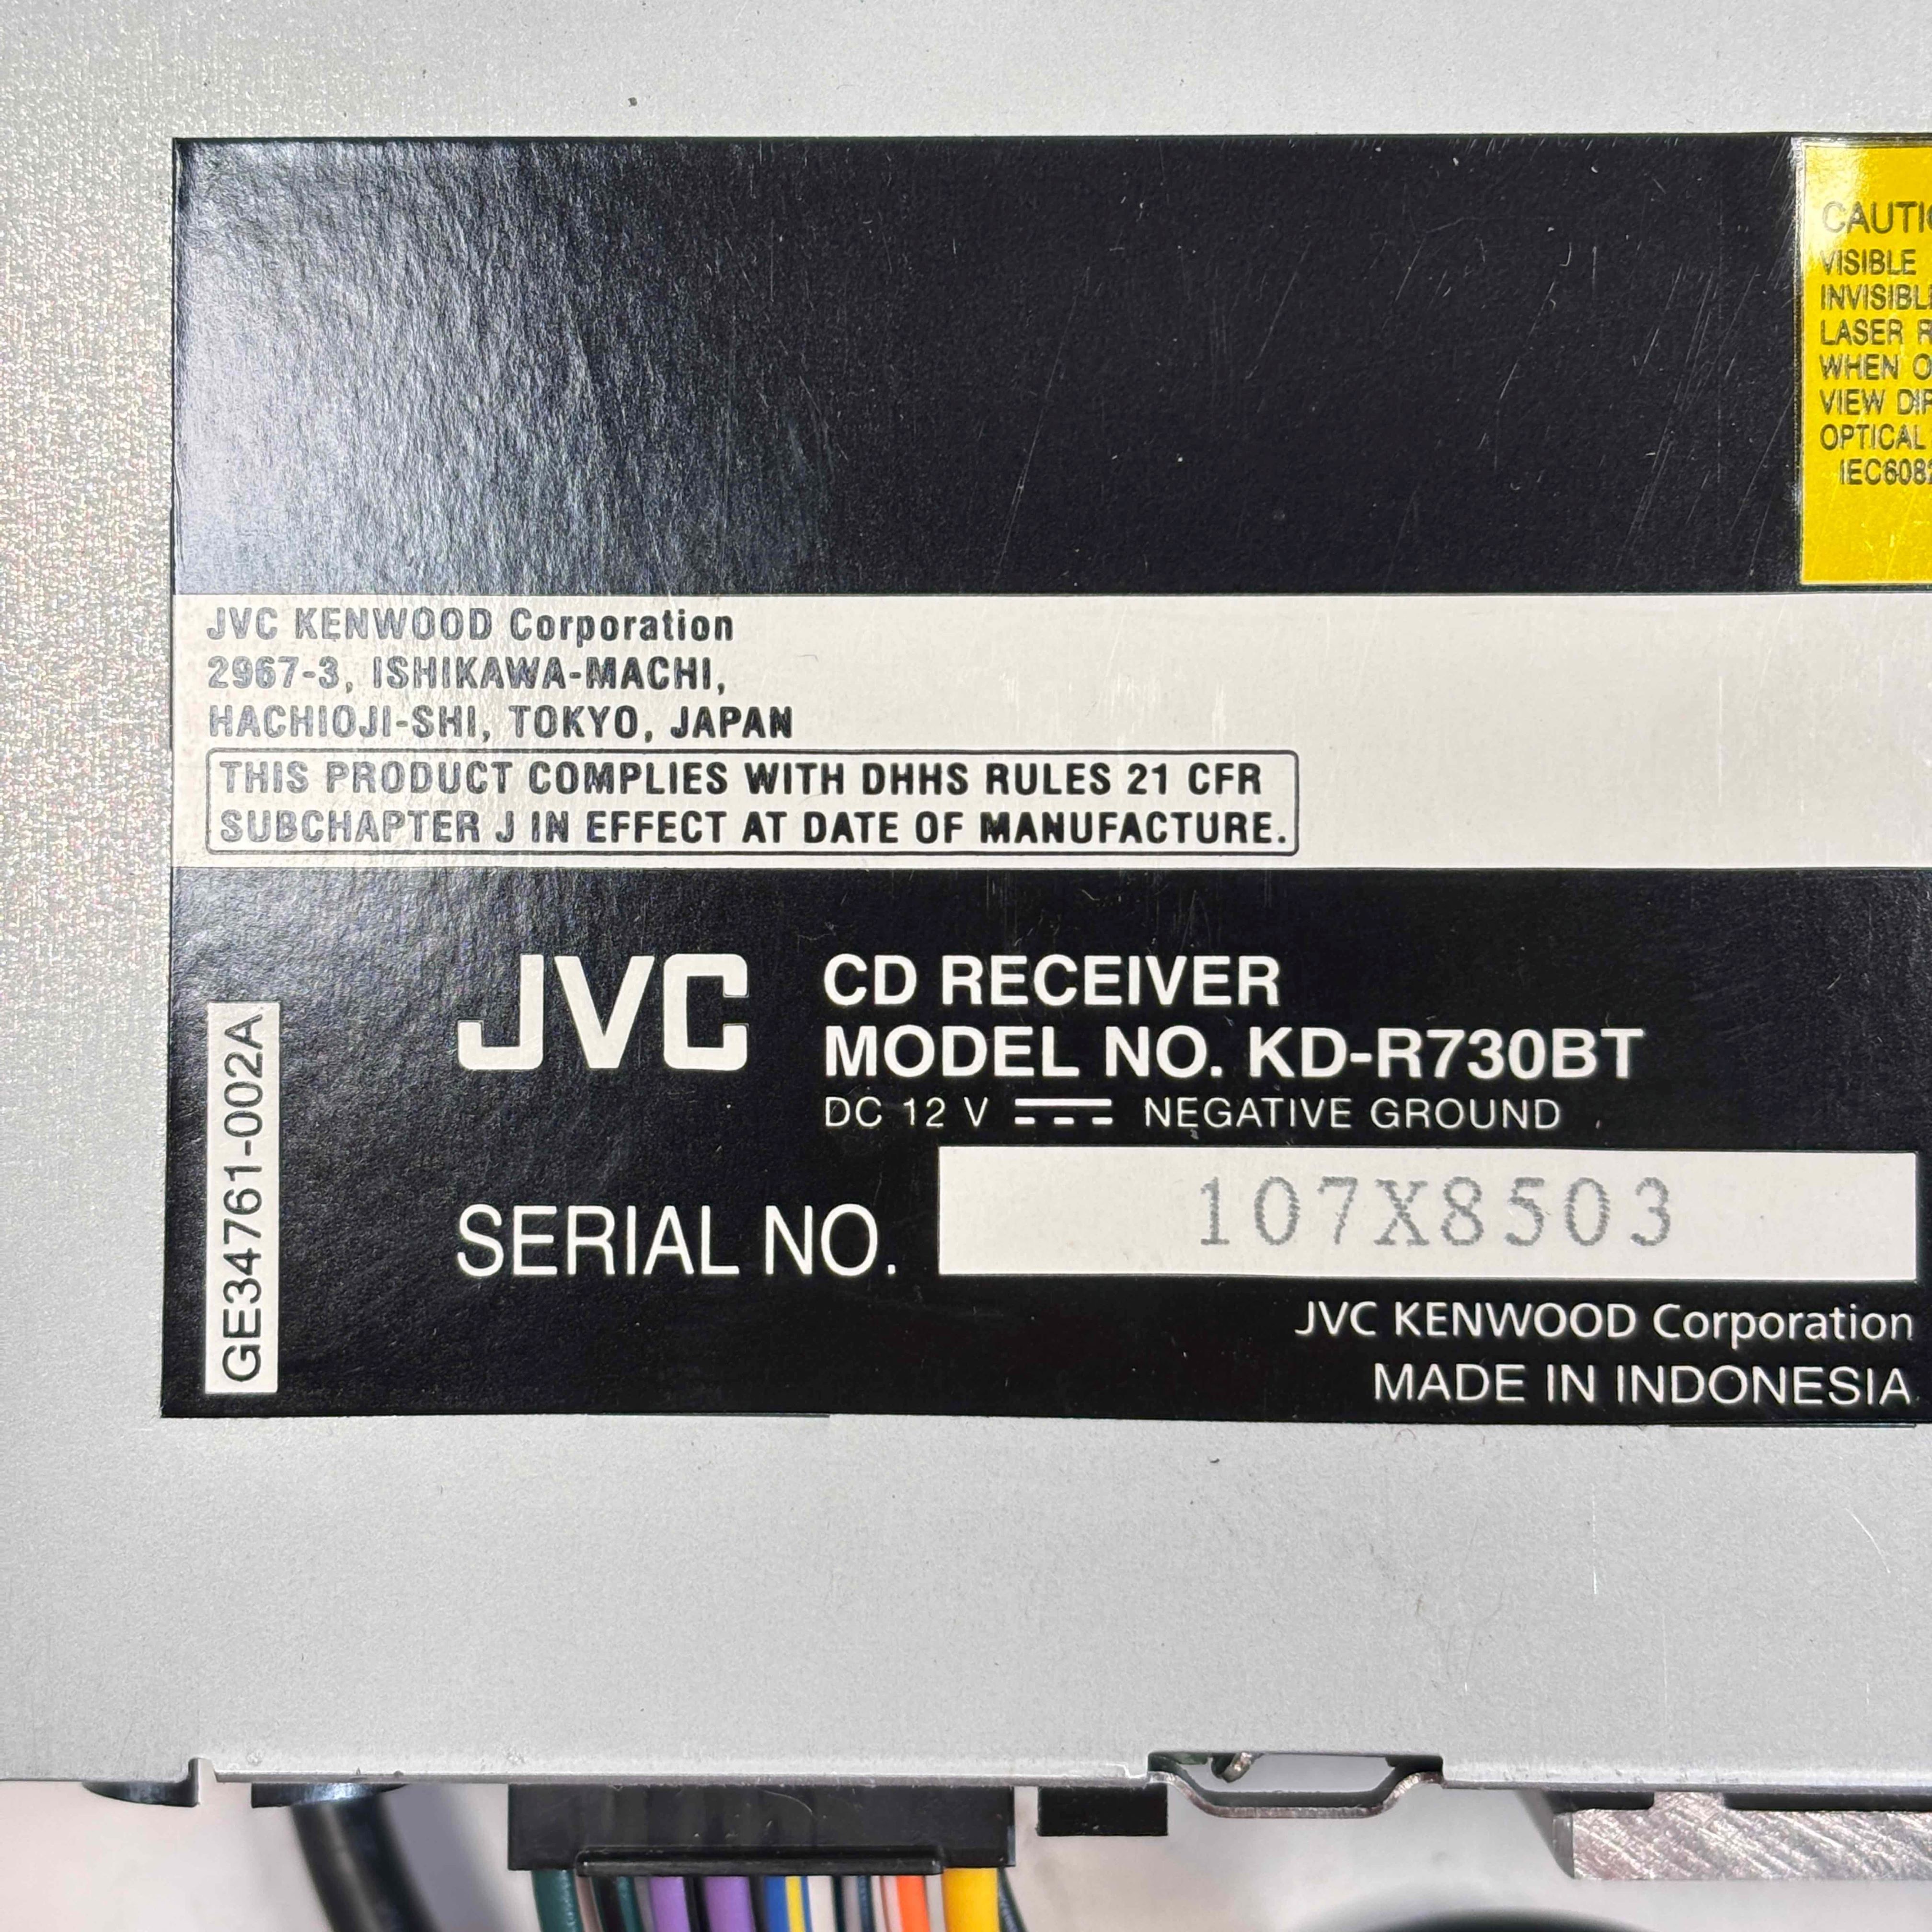 CAUTIO
VISIBLE
INVISIBL
LASER R
WHEN O
VIEW DIR
OPTICAL
IEC6082
JVC KENWOOD Corporation
2967-3, ISHIKAWA-MACHI,
HACHIOJI-SHI, TOKYO, JAPAN
THIS PRODUCT COMPLIES WITH DHHS RULES 21 CFR
SUBCHAPTER J IN EFFECT AT DATE OF MANUFACTURE.
JVC
CD RECEIVER
MODEL NO. KD-R730BT
DC 12 V ⎓ NEGATIVE GROUND
SERIAL NO. 107X8503
GE34761-002A
JVC KENWOOD Corporation
MADE IN INDONESIA